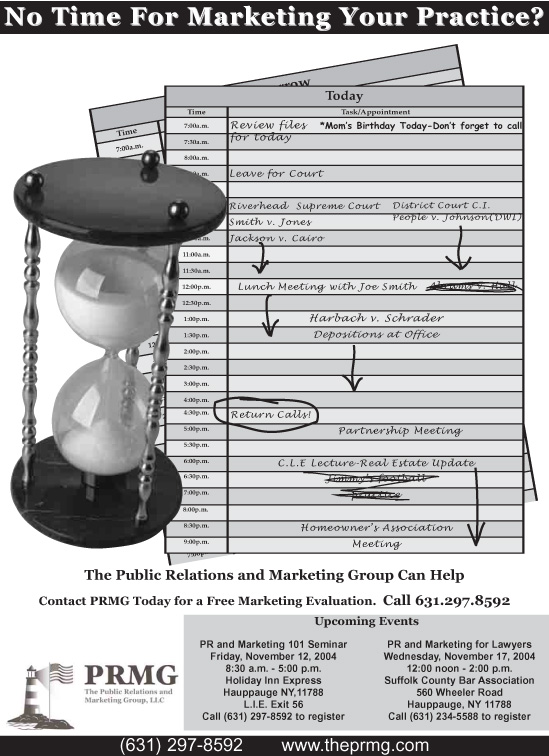 No Time For Marketing Your Practice?
Today
Time Task/Appointment
Time
7:00a.m.
7:00a.m. Review files *Mom's Birthday Today-Don't forget to call
7:30a.m. for today
8:00a.m.
Leave for Court
Riverhead Supreme Court District Court C.I.
Smith v. Jones People v. Johnson(DWI)
Jackson v. Cairo
11:00a.m.
11:30a.m.
12:00p.m. Lunch Meeting with Joe Smith
12:30p.m.
1:00p.m. Harbach v. Schrader
1:30p.m. Depositions at Office
2:00p.m.
2:30p.m.
3:00p.m.
4:00p.m.
4:30p.m. Return Calls!
5:00p.m. Partnership Meeting
5:30p.m.
6:00p.m. C.L.E Lecture-Real Estate Update
6:30p.m. Jimmy's Football
7:00p.m. Practice
8:00p.m.
8:30p.m. Homeowner's Association
9:00p.m. Meeting
The Public Relations and Marketing Group Can Help
Contact PRMG Today for a Free Marketing Evaluation. Call 631.297.8592
Upcoming Events
PR and Marketing 101 Seminar
Friday, November 12, 2004
8:30 a.m. - 5:00 p.m.
Holiday Inn Express
Hauppauge NY,11788
L.I.E. Exit 56
Call (631) 297-8592 to register
PR and Marketing for Lawyers
Wednesday, November 17, 2004
12:00 noon - 2:00 p.m.
Suffolk County Bar Association
560 Wheeler Road
Hauppauge, NY, 11788
Call (631) 234-5588 to register
PRMG
The Public Relations and
Marketing Group, LLC
(631) 297-8592 www.theprmg.com